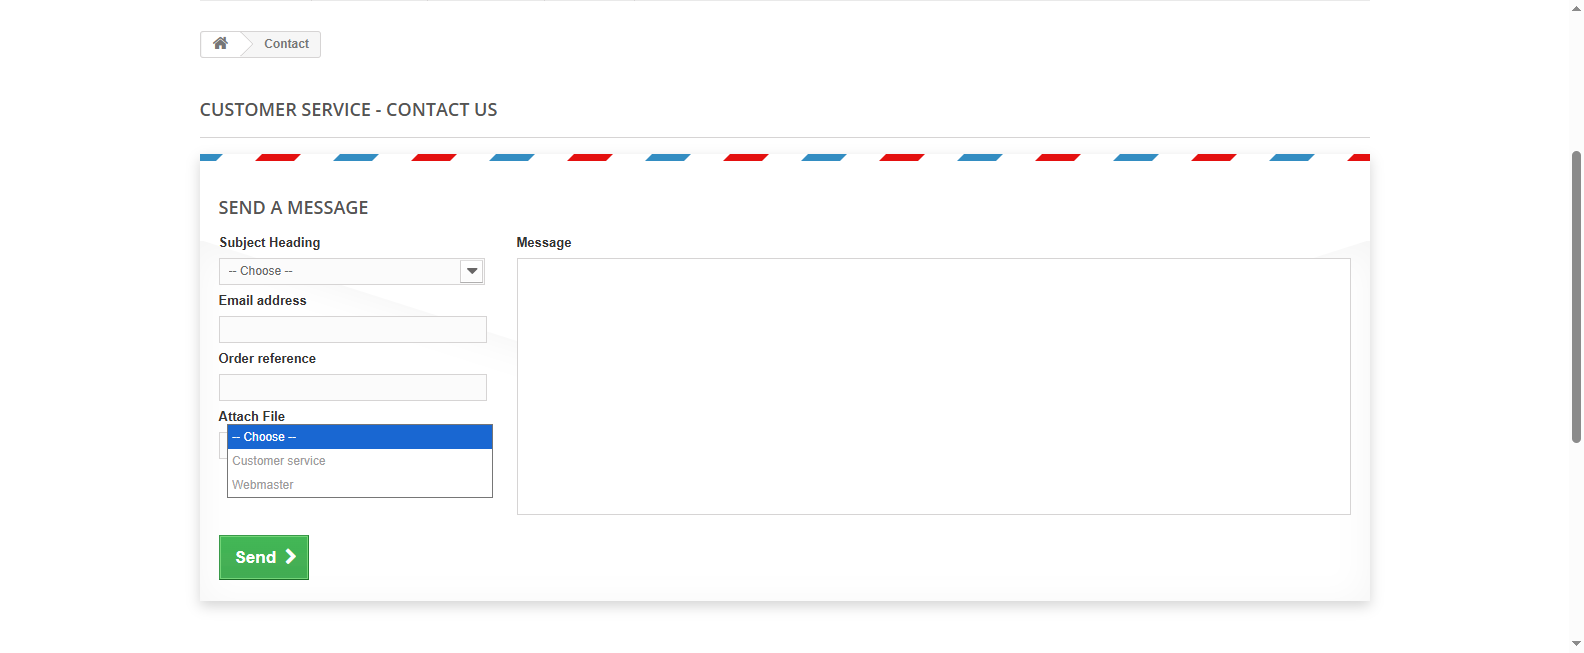 Contact
CUSTOMER SERVICE - CONTACT US
SEND A MESSAGE
Subject Heading
-- Choose --
Email address
Order reference
Attach File
-- Choose --
Customer service
Webmaster
Send
Message